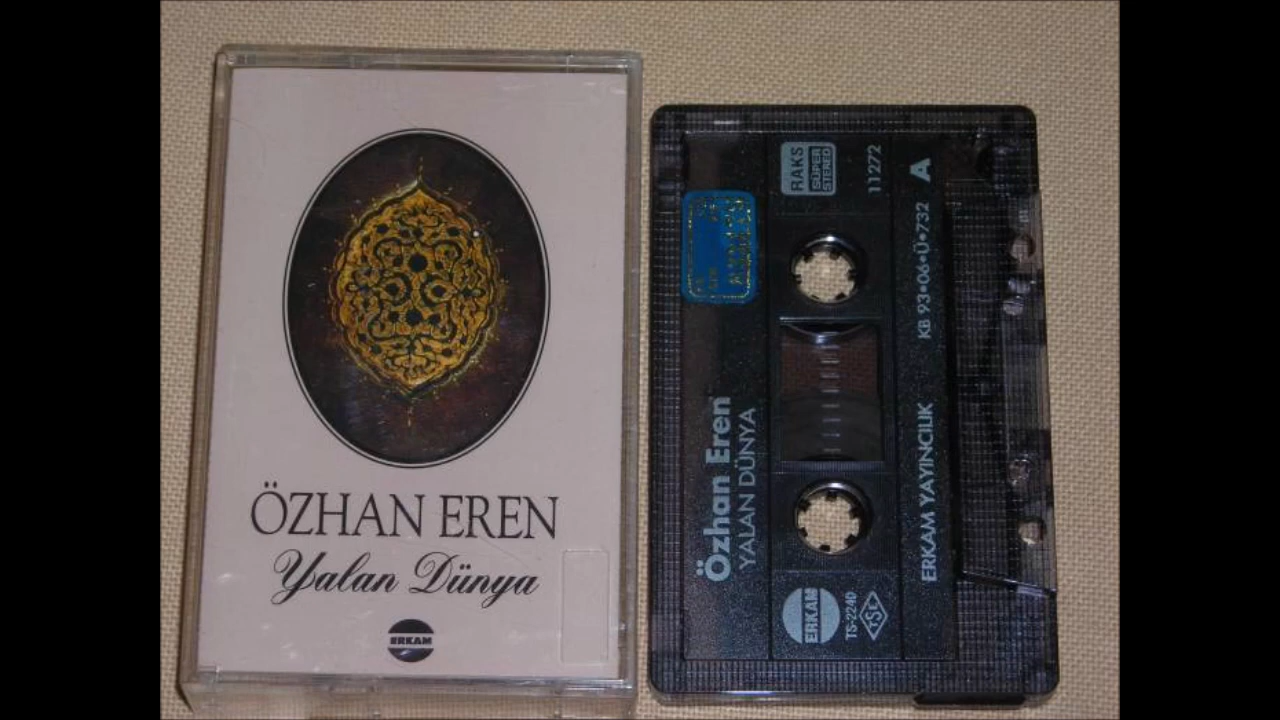 ÖZHAN EREN
Yalan Dünya
ERKAM
Özhan Eren
YALAN DÜNYA
RAKS
SUPER
STEREO
11272
A
KB 93•06•Ü•732
ERKAM YAYINCILIK
ERKAM
TS-2240
TSE